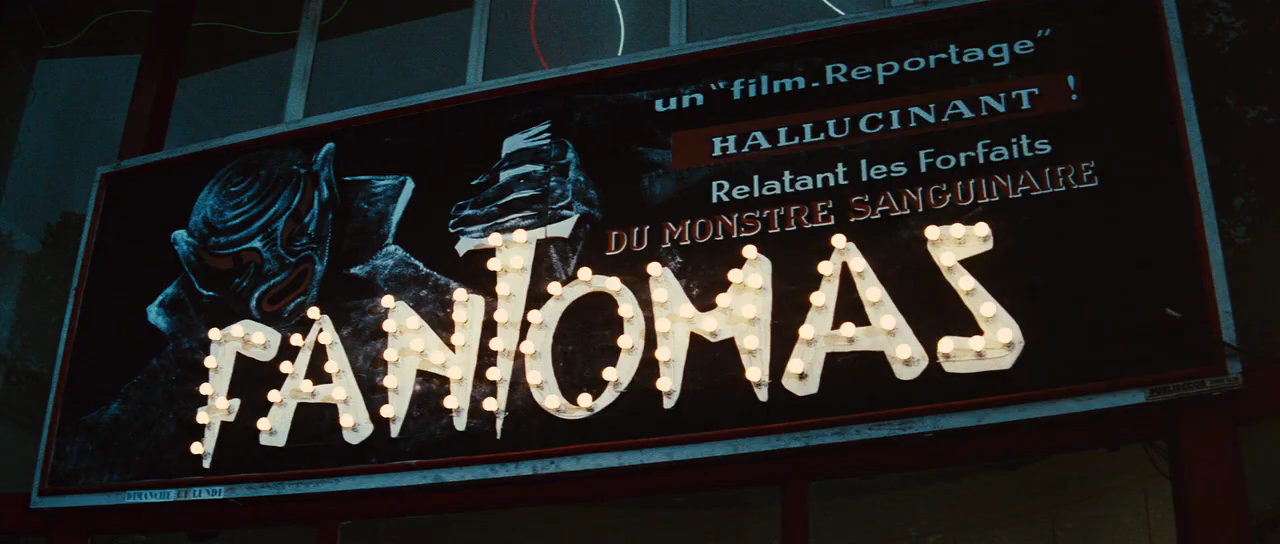 un "film-Reportage"
HALLUCINANT !
Relatant les Forfaits
DU MONSTRE SANGUINAIRE
FANTOMAS
DIMANCHE ET LUNDI